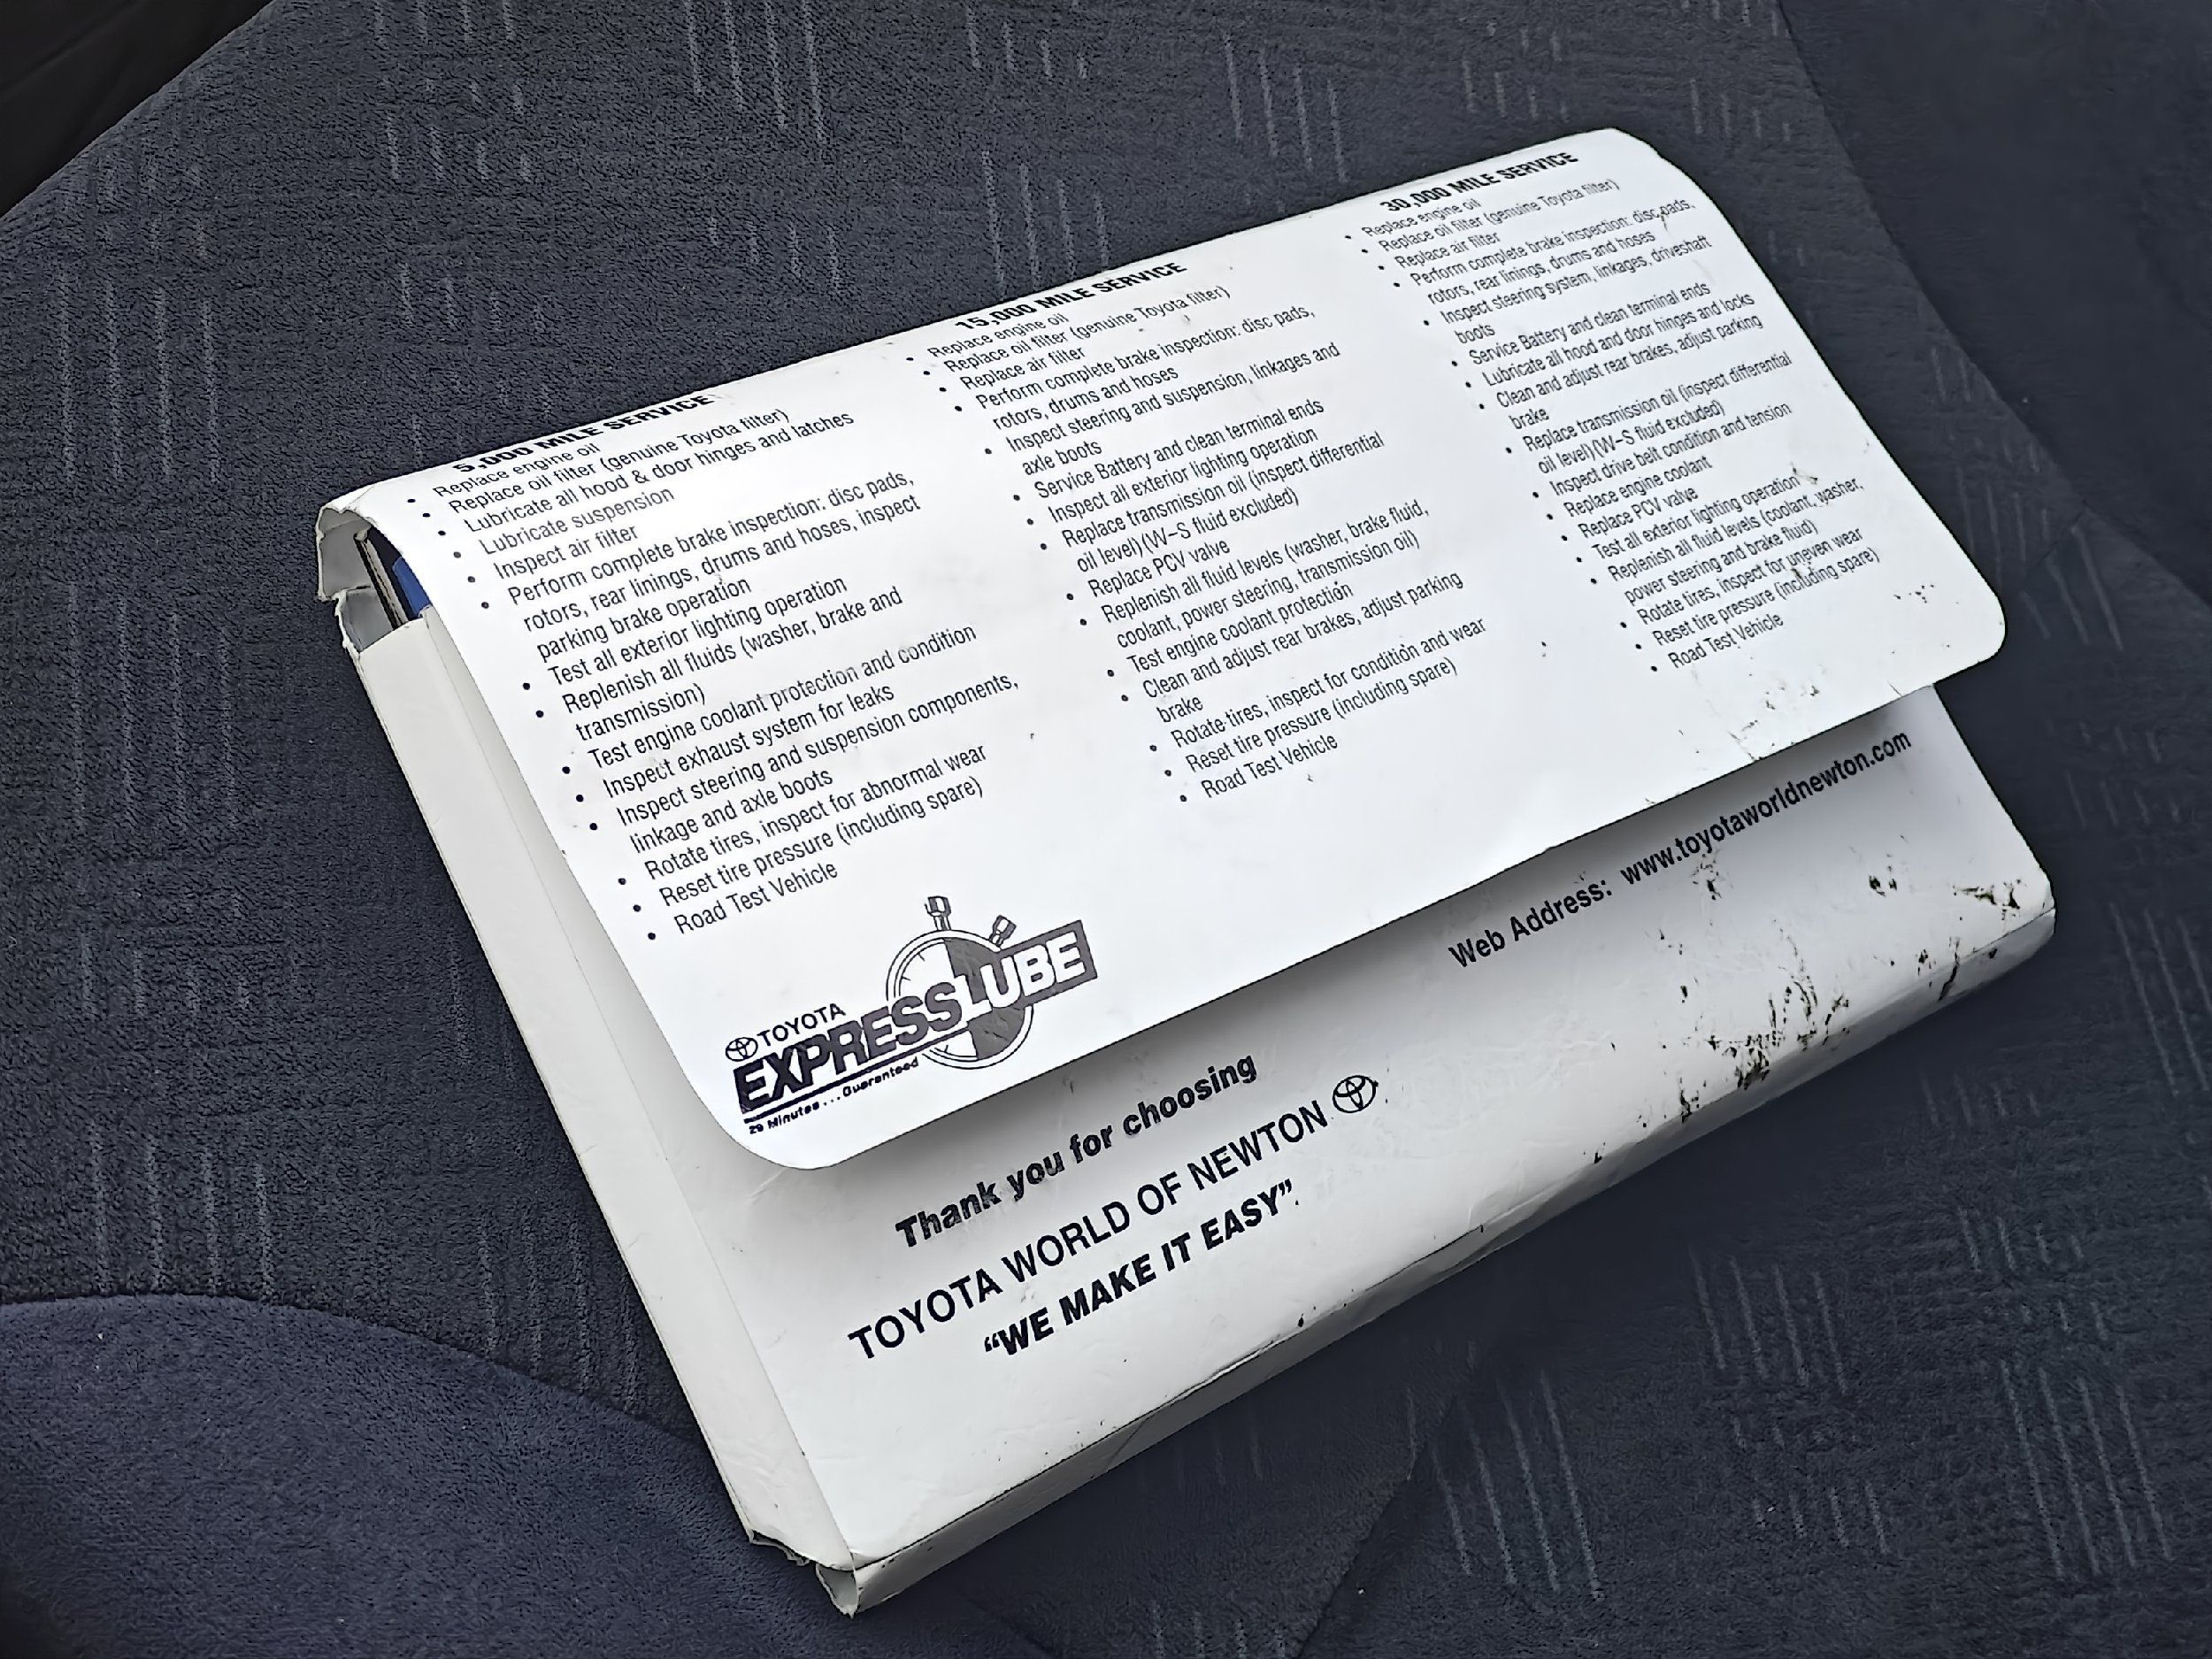 5,000 MILE SERVICE
• Replace engine oil
• Replace oil filter (genuine Toyota filter)
• Lubricate all hood & door hinges and latches
• Lubricate suspension
• Inspect air filter
• Perform complete brake inspection: disc pads,
rotors, rear linings, drums and hoses, inspect
parking brake operation
• Test all exterior lighting operation
• Replenish all fluids (washer, brake and
transmission)
• Test engine coolant protection and condition
• Inspect exhaust system for leaks
• Inspect steering and suspension components,
linkage and axle boots
• Rotate tires, inspect for abnormal wear
• Reset tire pressure (including spare)
• Road Test Vehicle
15,000 MILE SERVICE
• Replace engine oil
• Replace oil filter (genuine Toyota filter)
• Replace air filter
• Perform complete brake inspection: disc pads,
rotors, drums and hoses
• Inspect steering and suspension, linkages and
axle boots
• Service Battery and clean terminal ends
• Inspect all exterior lighting operation
• Replace transmission oil (inspect differential
oil level) (W–S fluid excluded)
• Replace PCV valve
• Replenish all fluid levels (washer, brake fluid,
coolant, power steering, transmission oil)
• Test engine coolant protection
• Clean and adjust rear brakes, adjust parking
brake
• Rotate tires, inspect for condition and wear
• Reset tire pressure (including spare)
• Road Test Vehicle
30,000 MILE SERVICE
• Replace engine oil
• Replace oil filter (genuine Toyota filter)
• Replace air filter
• Perform complete brake inspection: disc pads,
rotors, rear linings, drums and hoses
• Inspect steering system, linkages, driveshaft
boots
• Service Battery and clean terminal ends
• Lubricate all hood and door hinges and locks
• Clean and adjust rear brakes, adjust parking
brake
• Replace transmission oil (inspect differential
oil level) (W–S fluid excluded)
• Inspect drive belt condition and tension
• Replace engine coolant
• Replace PCV valve
• Test all exterior lighting operation
• Replenish all fluid levels (coolant, washer,
power steering and brake fluid)
• Rotate tires, inspect for uneven wear
• Reset tire pressure (including spare)
• Road Test Vehicle
TOYOTA
EXPRESS LUBE
29 Minutes...Guaranteed
Web Address: www.toyotaworldnewton.com
Thank you for choosing
TOYOTA WORLD OF NEWTON
“WE MAKE IT EASY”